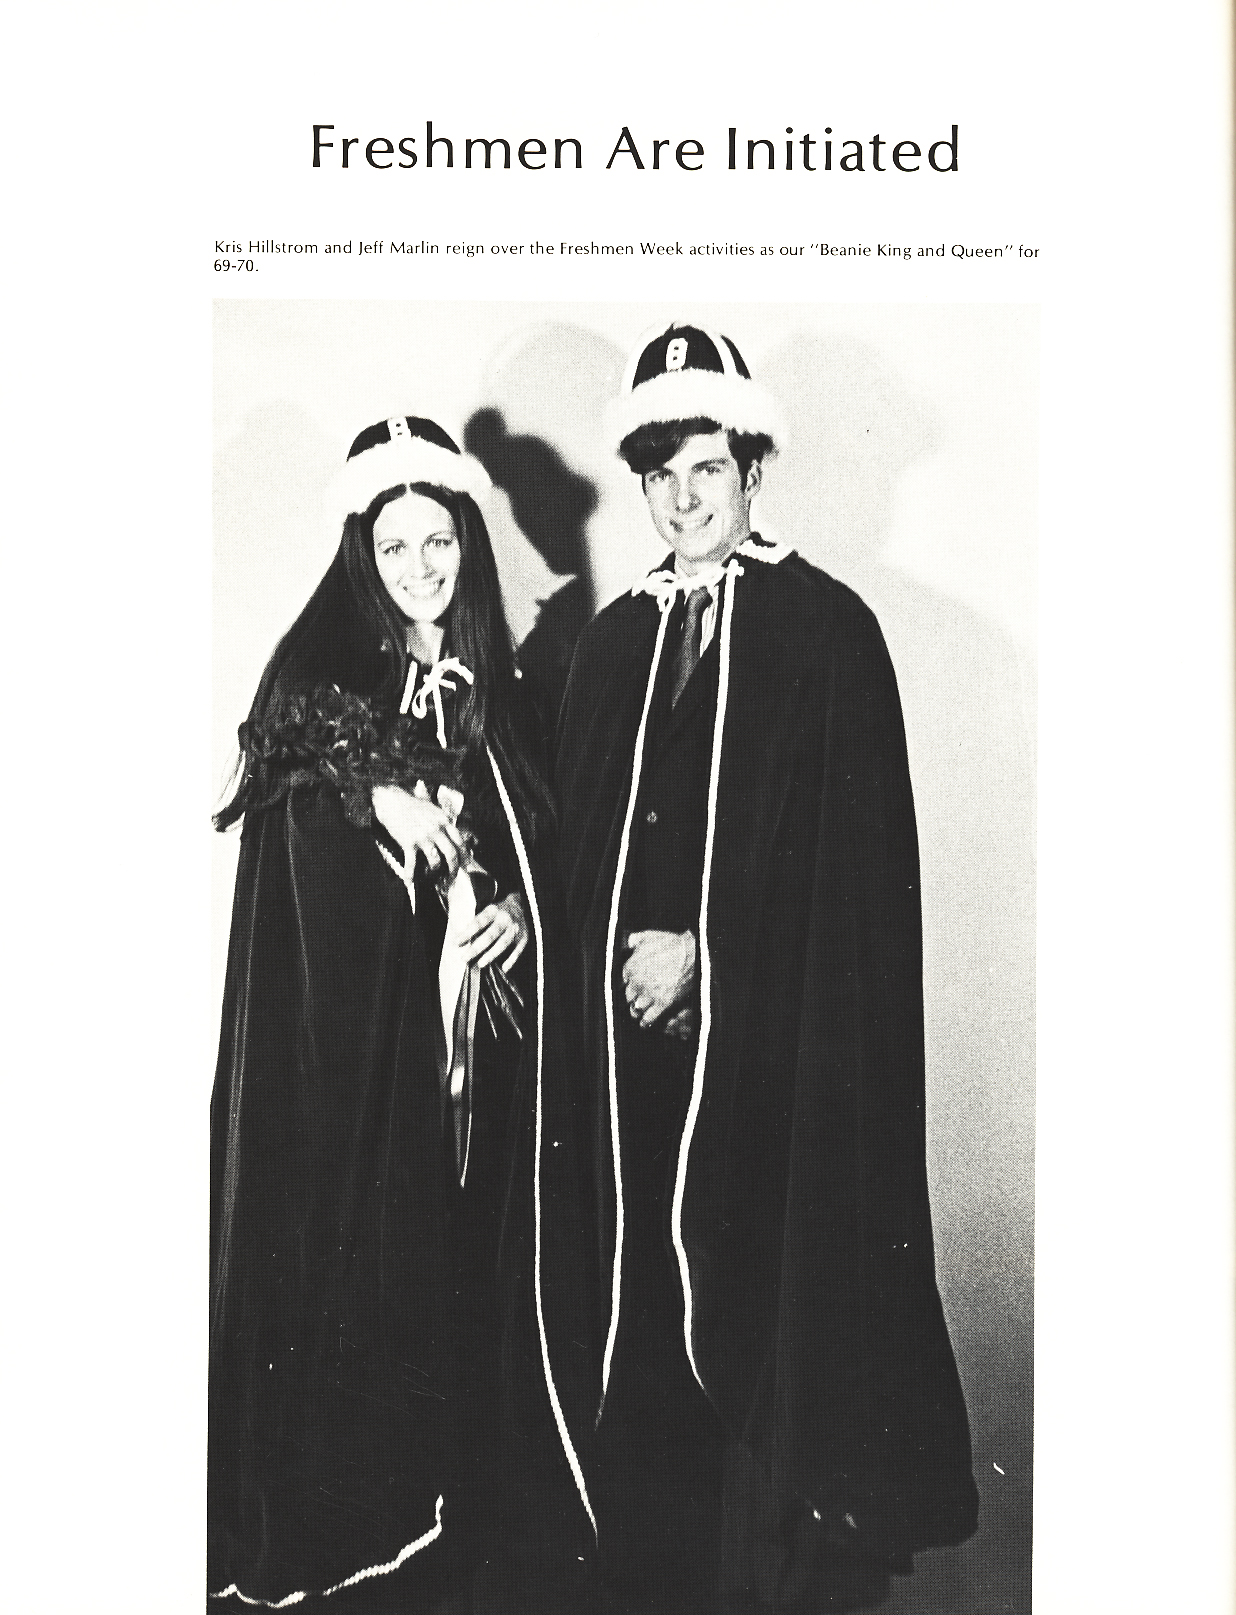 Freshmen Are Initiated
Kris Hillstrom and Jeff Marlin reign over the Freshmen Week activities as our "Beanie King and Queen" for
69-70.